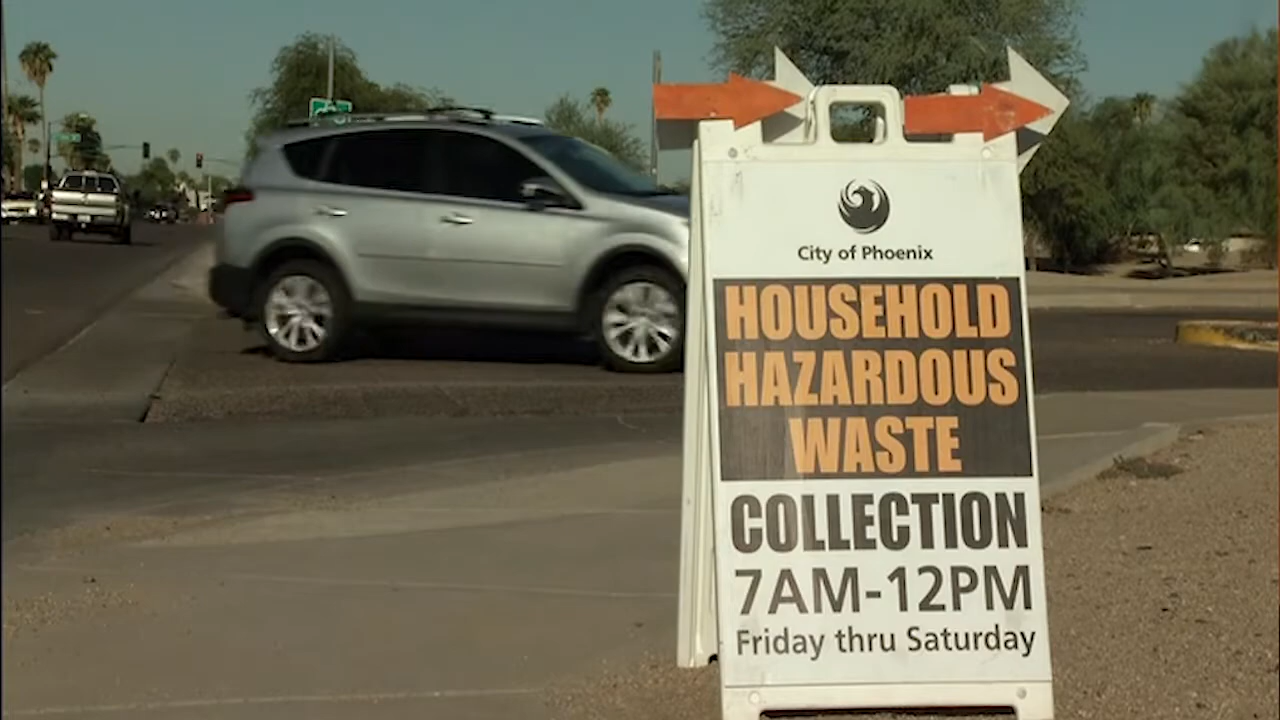 City of Phoenix
HOUSEHOLD
HAZARDOUS
WASTE
COLLECTION
7AM-12PM
Friday thru Saturday